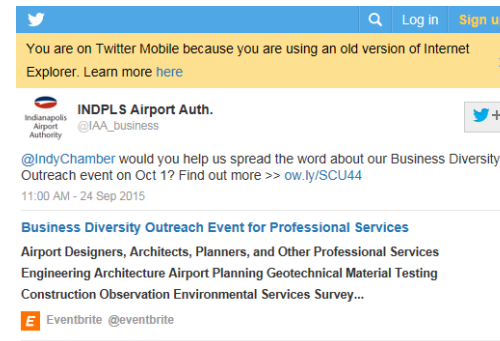 Log in Sign u
You are on Twitter Mobile because you are using an old version of Internet
Explorer. Learn more here
Indianapolis
Airport
Authority
INDPLS Airport Auth.
@IAA_business
@IndyChamber would you help us spread the word about our Business Diversity
Outreach event on Oct 1? Find out more >> ow.ly/SCU44
11:00 AM - 24 Sep 2015
Business Diversity Outreach Event for Professional Services
Airport Designers, Architects, Planners, and Other Professional Services
Engineering Architecture Airport Planning Geotechnical Material Testing
Construction Observation Environmental Services Survey...
E Eventbrite @eventbrite